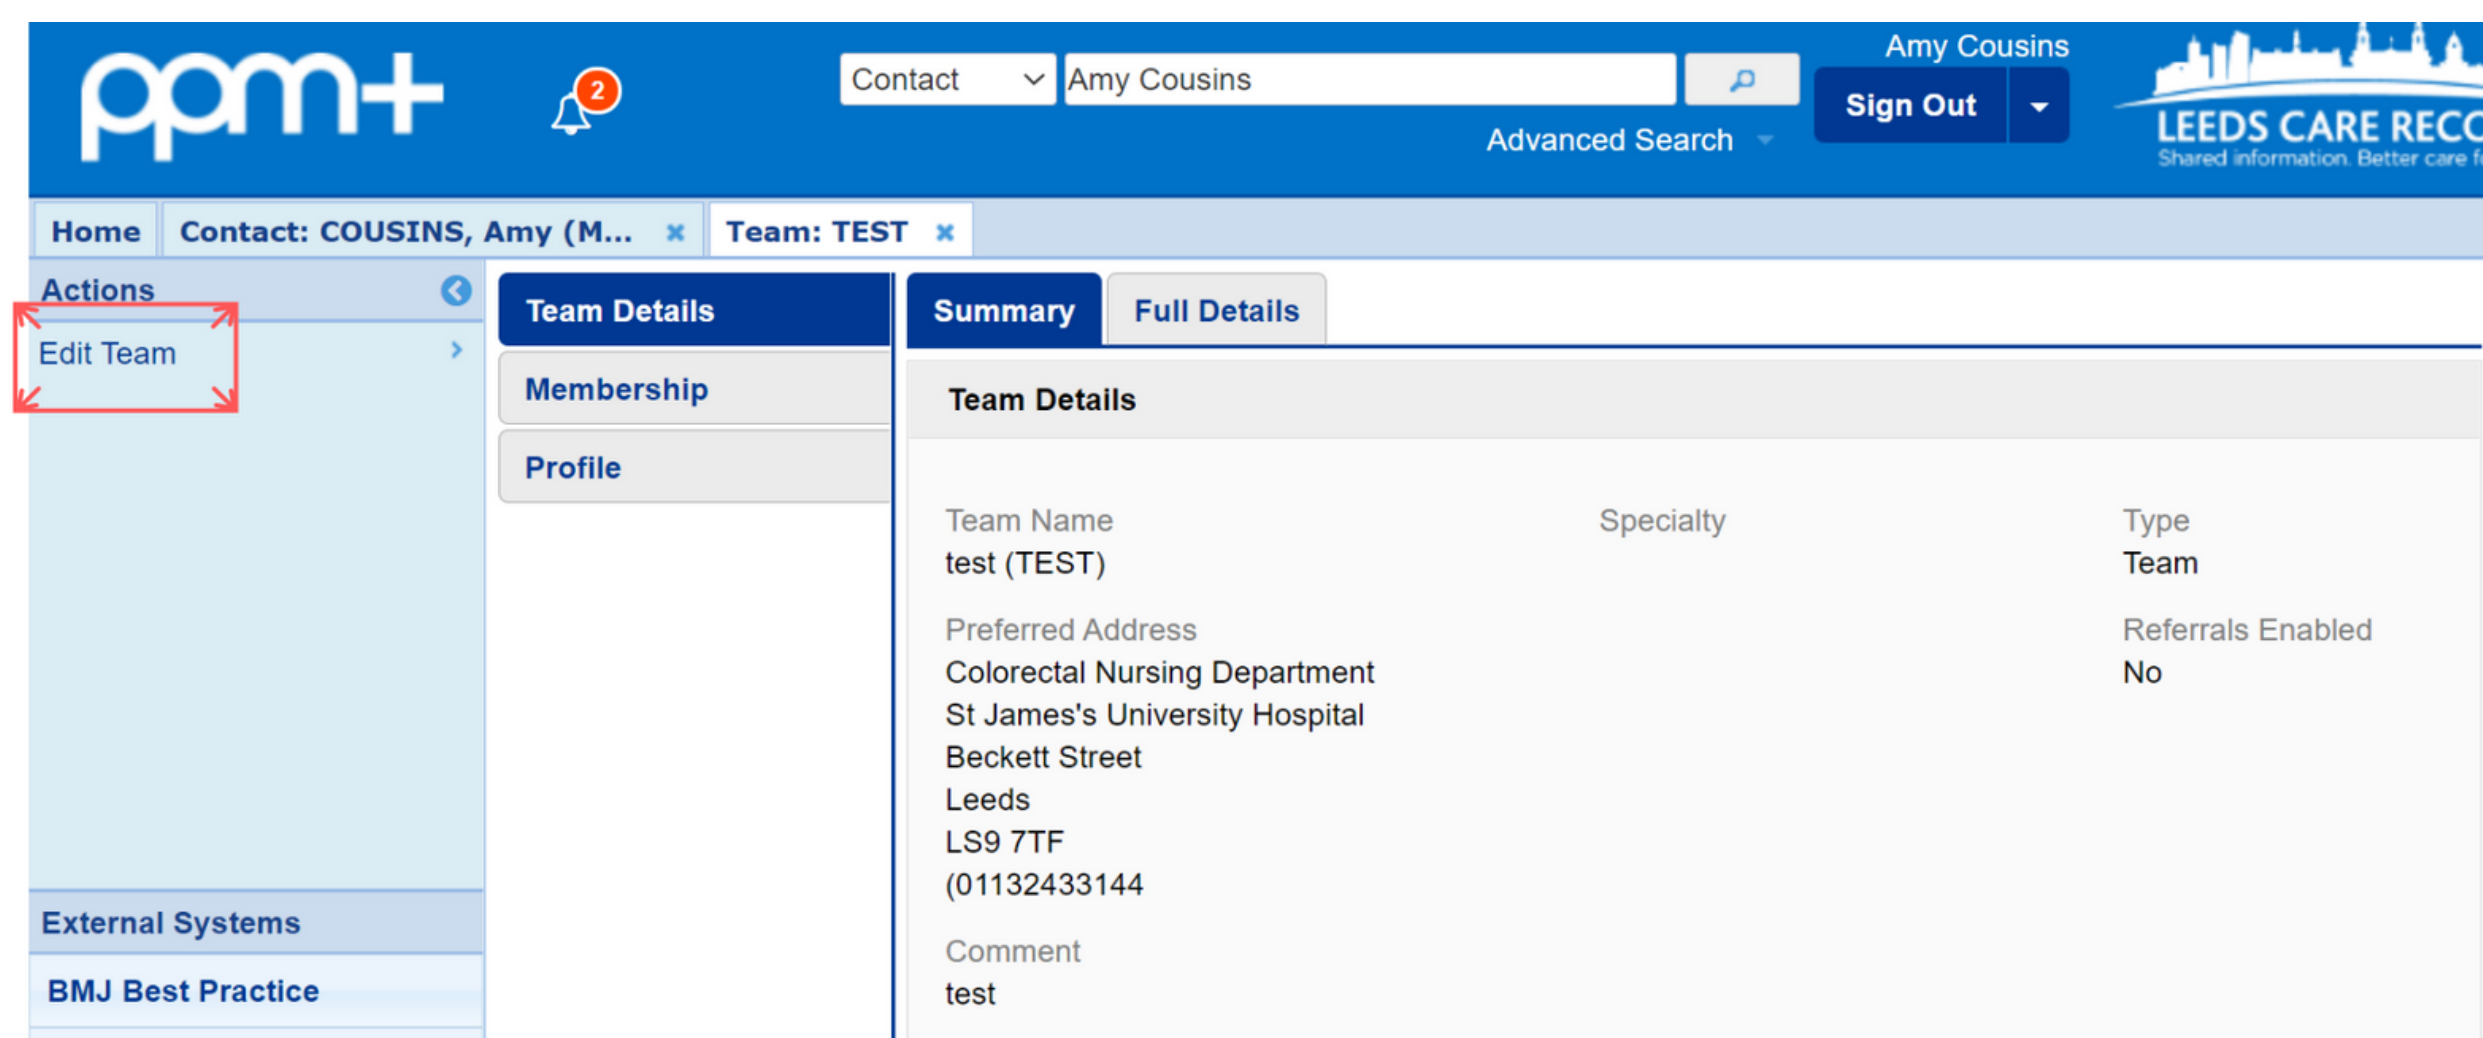 ppm+
2
Contact
Amy Cousins
Advanced Search
Amy Cousins
Sign Out
LEEDS CARE RECO
Shared information. Better care fo
Home
Contact: COUSINS, Amy (M...
Team: TEST
Actions
Edit Team
External Systems
BMJ Best Practice
Team Details
Membership
Profile
Summary
Full Details
Team Details
Team Name
test (TEST)
Specialty
Type
Team
Preferred Address
Colorectal Nursing Department
St James's University Hospital
Beckett Street
Leeds
LS9 7TF
(01132433144
Referrals Enabled
No
Comment
test